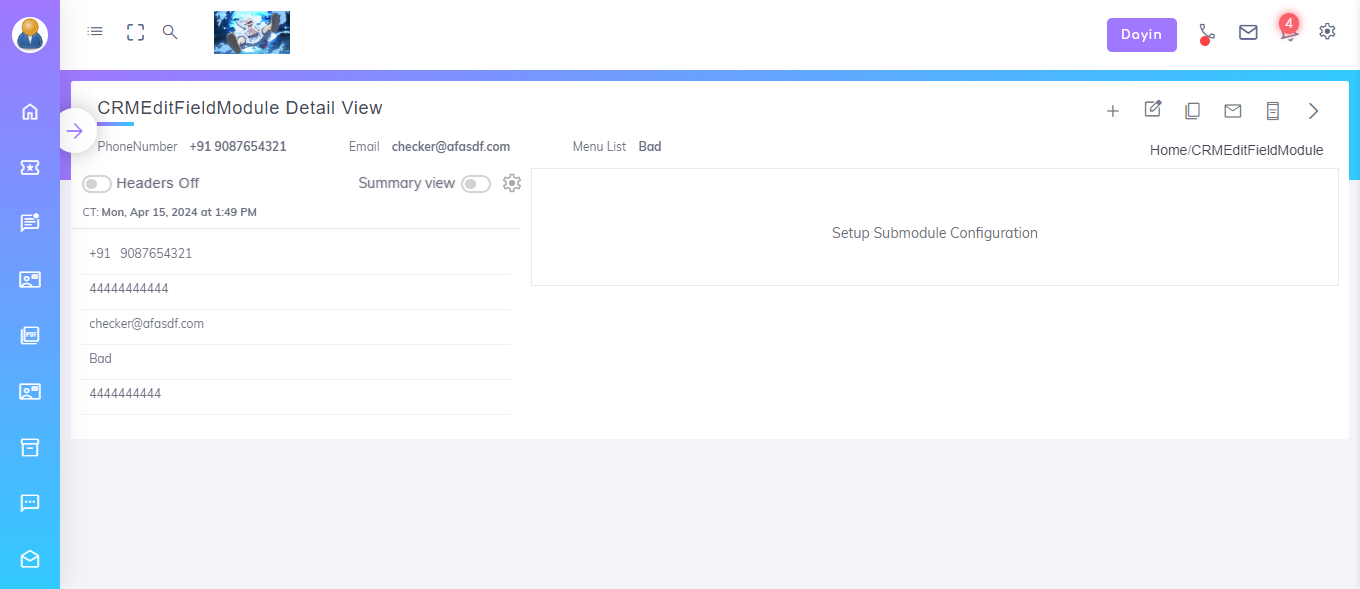 Dayin
4
CRMEditFieldModule Detail View
PhoneNumber +91 9087654321 Email checker@afasdf.com Menu List Bad
Home/CRMEditFieldModule
Headers Off Summary view
CT: Mon, Apr 15, 2024 at 1:49 PM
Setup Submodule Configuration
+91 9087654321
44444444444
checker@afasdf.com
Bad
4444444444
PDF